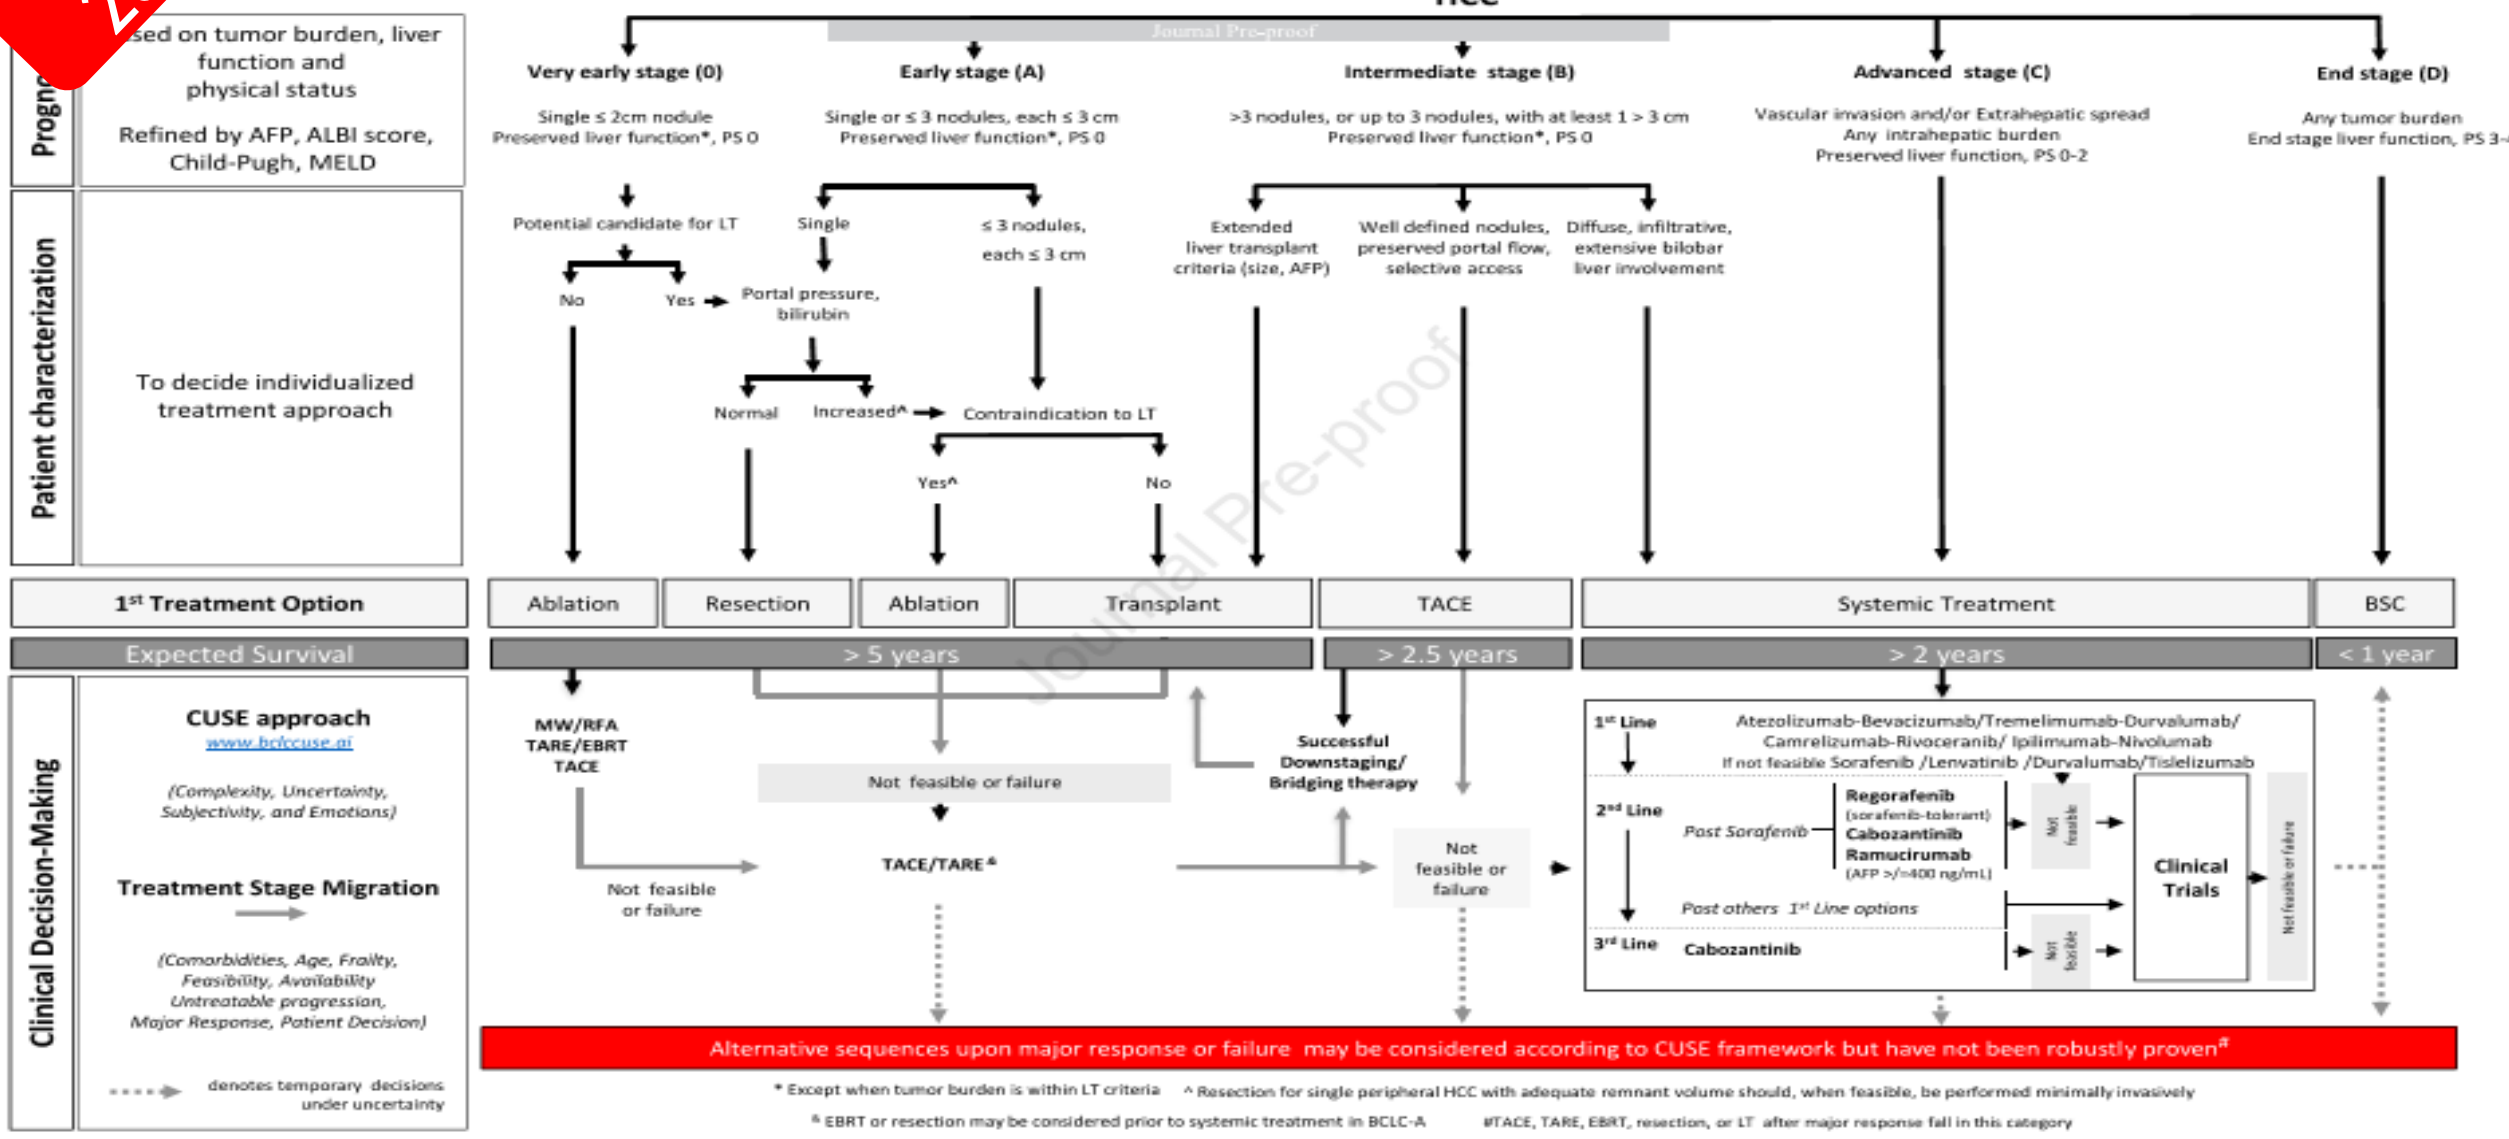 HCC
Journal Pre-proof
Based on tumor burden, liver
function and
physical status
Refined by AFP, ALBI score,
Child-Pugh, MELD
Very early stage (0)
Single ≤ 2cm nodule
Preserved liver function*, PS 0
Early stage (A)
Single or ≤ 3 nodules, each ≤ 3 cm
Preserved liver function*, PS 0
Intermediate stage (B)
>3 nodules, or up to 3 nodules, with at least 1 > 3 cm
Preserved liver function*, PS 0
Advanced stage (C)
Vascular invasion and/or Extrahepatic spread
Any intrahepatic burden
Preserved liver function, PS 0-2
End stage (D)
Any tumor burden
End stage liver function, PS 3-
Patient characterization
To decide individualized
treatment approach
Potential candidate for LT
No
Yes
Single
≤ 3 nodules,
each ≤ 3 cm
Portal pressure,
bilirubin
Normal
Increased^
Contraindication to LT
Yes^
No
Extended
liver transplant
criteria (size, AFP)
Well defined nodules,
preserved portal flow,
selective access
Diffuse, infiltrative,
extensive bilobar
liver involvement
Journal Pre-proof
1st Treatment Option
Ablation
Resection
Ablation
Transplant
TACE
Systemic Treatment
BSC
Expected Survival
> 5 years
> 2.5 years
> 2 years
< 1 year
Clinical Decision-Making
CUSE approach
www.bclccuse.ai
(Complexity, Uncertainty,
Subjectivity, and Emotions)
Treatment Stage Migration
(Comorbidities, Age, Frailty,
Feasibility, Availability
Untreatable progression,
Major Response, Patient Decision)
denotes temporary decisions
under uncertainty
MW/RFA
TARE/EBRT
TACE
Not feasible
or failure
Not feasible or failure
TACE/TARE&
Successful
Downstaging/
Bridging therapy
Not
feasible or
failure
1st Line
Atezolizumab-Bevacizumab/Tremelimumab-Durvalumab/
Camrelizumab-Rivoceranib/ Ipilimumab-Nivolumab
If not feasible Sorafenib /Lenvatinib /Durvalumab/Tislelizumab
2nd Line
Post Sorafenib
Regorafenib
(sorafenib-tolerant)
Cabozantinib
Ramucirumab
(AFP >/=400 ng/mL)
Not
feasible
Post others 1st Line options
3rd Line
Cabozantinib
Not
feasible
Clinical
Trials
Not feasible or failure
Alternative sequences upon major response or failure may be considered according to CUSE framework but have not been robustly proven#
* Except when tumor burden is within LT criteria ^ Resection for single peripheral HCC with adequate remnant volume should, when feasible, be performed minimally invasively
& EBRT or resection may be considered prior to systemic treatment in BCLC-A #TACE, TARE, EBRT, resection, or LT after major response fall in this category